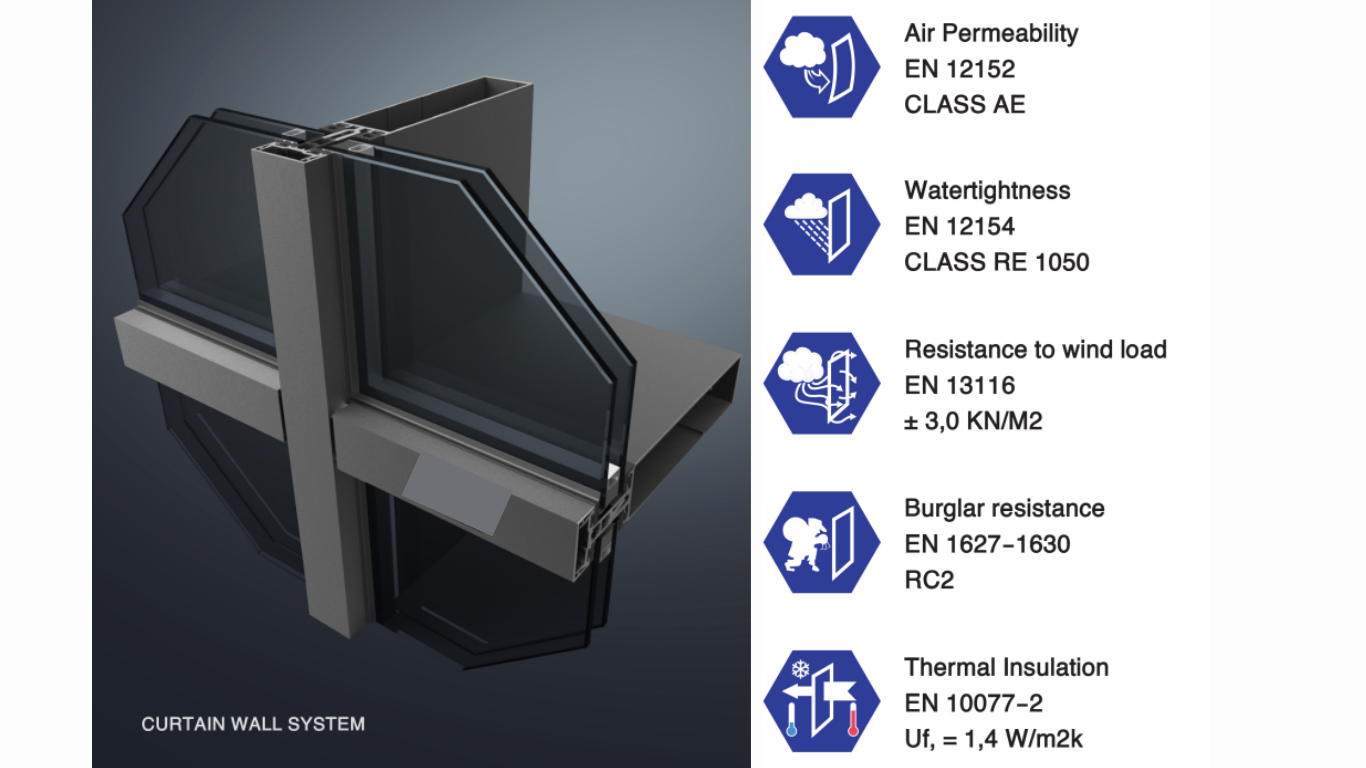 CURTAIN WALL SYSTEM
Air Permeability
EN 12152
CLASS AE
Watertightness
EN 12154
CLASS RE 1050
Resistance to wind load
EN 13116
± 3,0 KN/M2
Burglar resistance
EN 1627–1630
RC2
Thermal Insulation
EN 10077–2
Uf, = 1,4 W/m2k